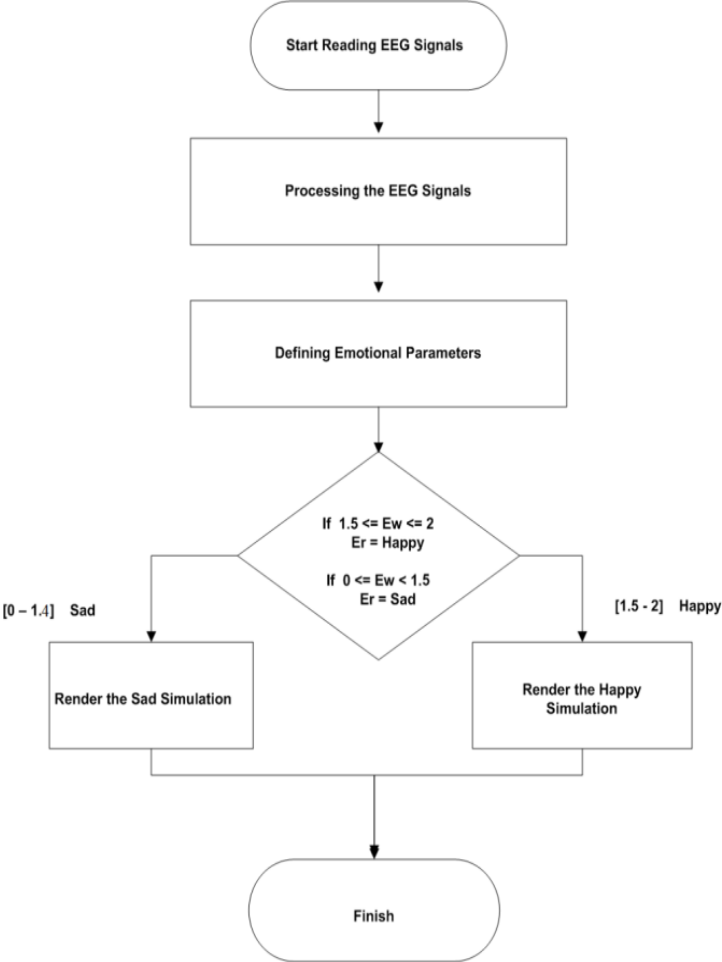 Start Reading EEG Signals
Processing the EEG Signals
Defining Emotional Parameters
If 1.5 <= Ew <= 2
Er = Happy
If 0 <= Ew < 1.5
Er = Sad
[0 – 1.4] Sad
[1.5 - 2] Happy
Render the Sad Simulation
Render the Happy
Simulation
Finish